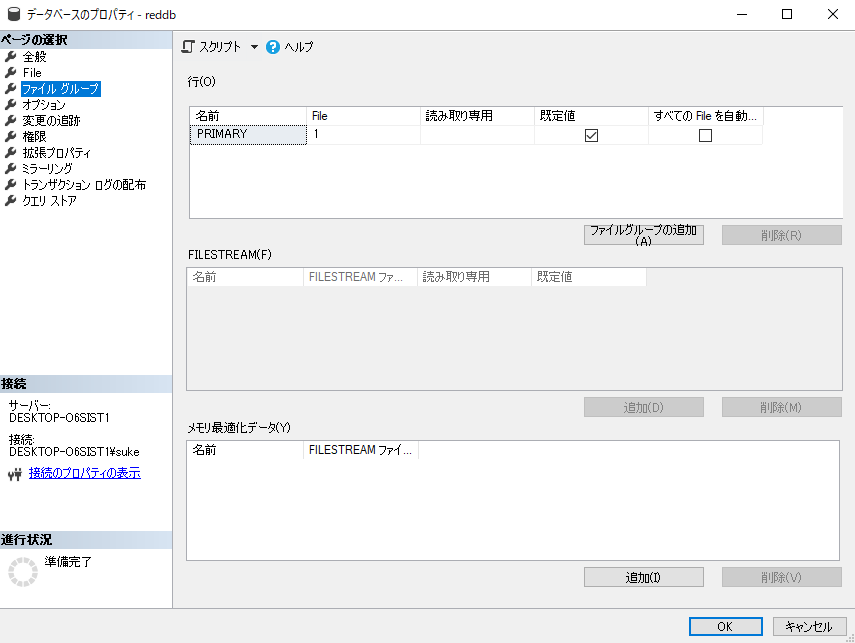 データベースのプロパティ - reddb
ページの選択
全般
File
ファイル グループ
オプション
変更の追跡
権限
拡張プロパティ
ミラーリング
トランザクション ログの配布
クエリ ストア
接続
サーバー:
DESKTOP-O6SIST1
接続:
DESKTOP-O6SIST1¥suke
接続のプロパティの表示
進行状況
準備完了
スクリプト ヘルプ
行(O)
名前 File 読み取り専用 既定値 すべての File を自動...
PRIMARY 1
ファイルグループの追加
(A)
削除(R)
FILESTREAM(F)
名前 FILESTREAM ファ... 読み取り専用 既定値
追加(D) 削除(M)
メモリ最適化データ(Y)
名前 FILESTREAM ファイ...
追加(I) 削除(V)
OK キャンセル